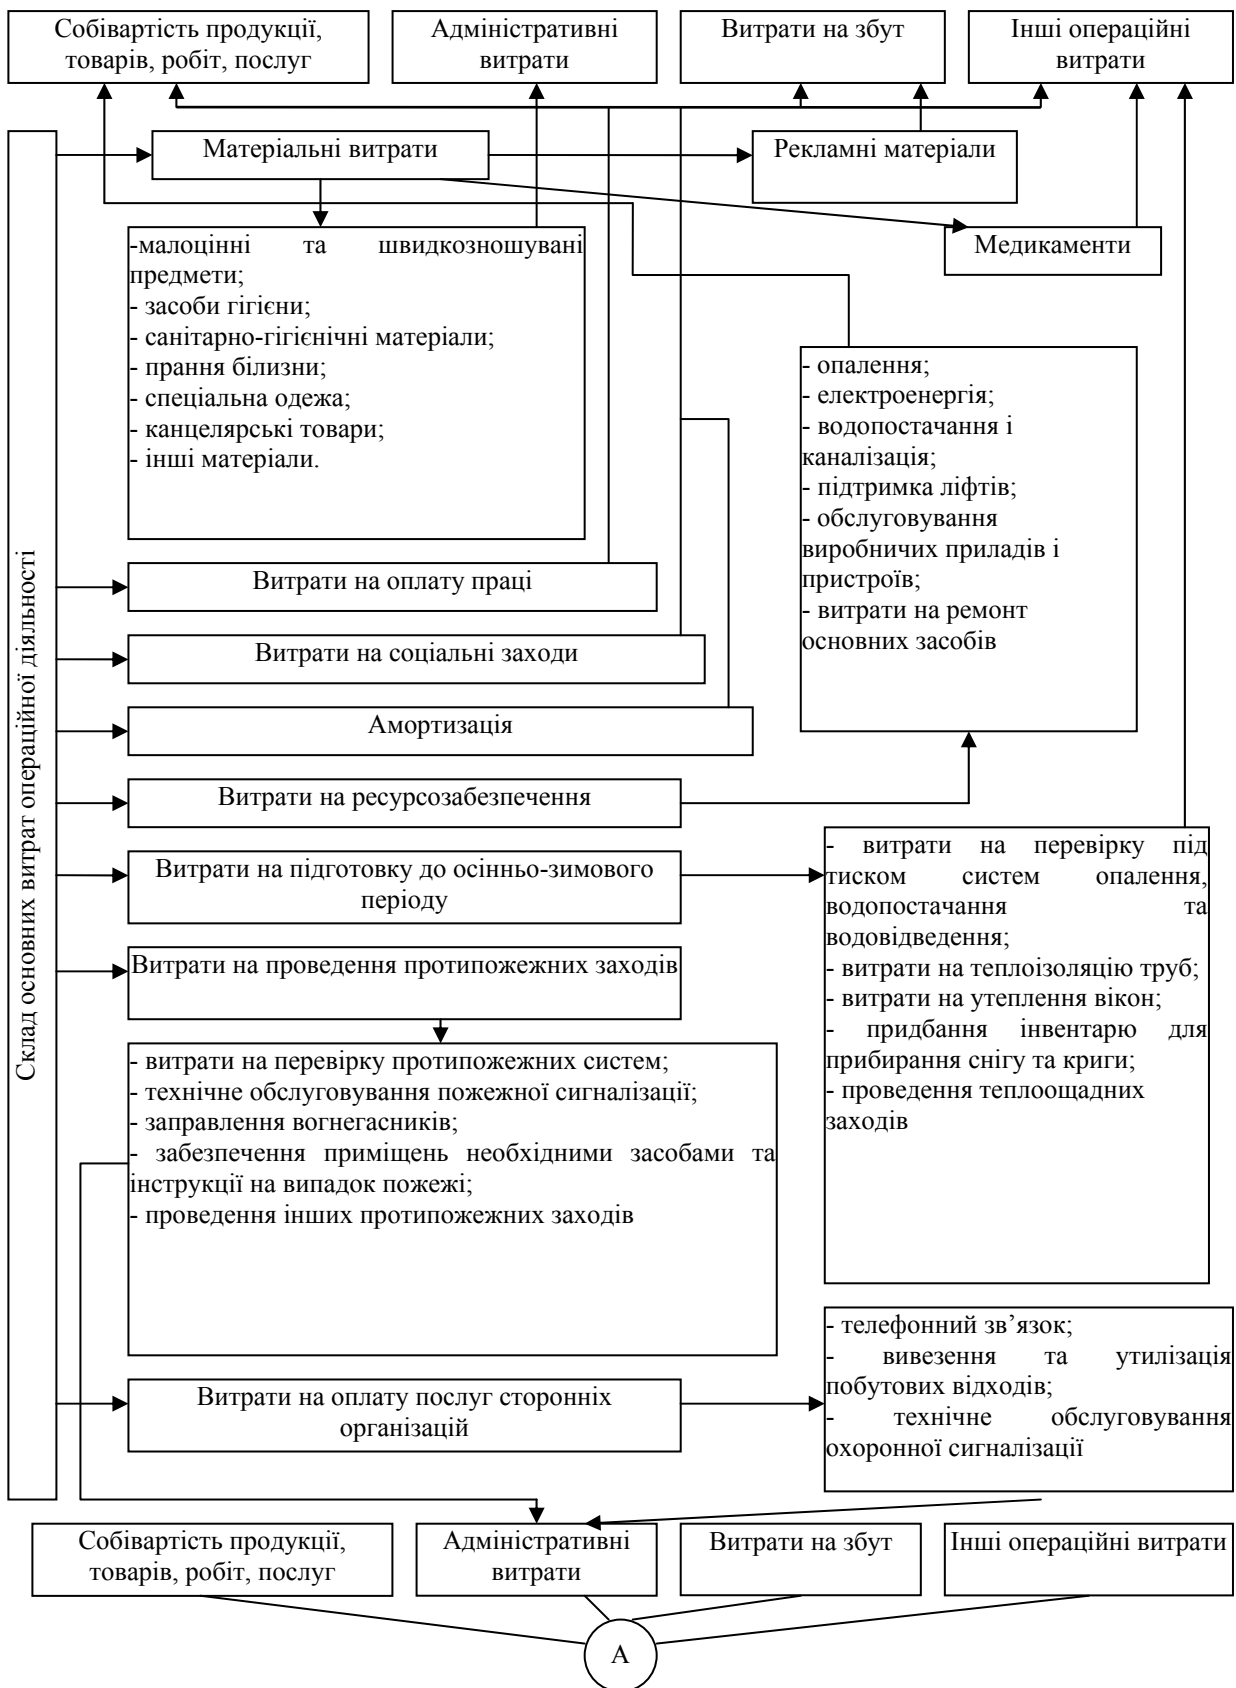 Собівартість продукції,
товарів, робіт, послуг
Адміністративні
витрати
Витрати на збут
Інші операційні
витрати
Склад основних витрат операційної діяльності
Матеріальні витрати
Рекламні матеріали
-малоцінні та швидкозношувані
предмети;
- засоби гігієни;
- санітарно-гігієнічні матеріали;
- прання білизни;
- спеціальна одежа;
- канцелярські товари;
- інші матеріали.
Медикаменти
- опалення;
- електроенергія;
- водопостачання і
каналізація;
- підтримка ліфтів;
- обслуговування
виробничих приладів і
пристроїв;
- витрати на ремонт
основних засобів
Витрати на оплату праці
Витрати на соціальні заходи
Амортизація
Витрати на ресурсозабезпечення
Витрати на підготовку до осінньо-зимового
періоду
- витрати на перевірку під
тиском систем опалення,
водопостачання та
водовідведення;
- витрати на теплоізоляцію труб;
- витрати на утеплення вікон;
- придбання інвентарю для
прибирання снігу та криги;
- проведення теплоощадних
заходів
Витрати на проведення протипожежних заходів
- витрати на перевірку протипожежних систем;
- технічне обслуговування пожежної сигналізації;
- заправлення вогнегасників;
- забезпечення приміщень необхідними засобами та
інструкції на випадок пожежі;
- проведення інших протипожежних заходів
Витрати на оплату послуг сторонніх
організацій
- телефонний зв’язок;
- вивезення та утилізація
побутових відходів;
- технічне обслуговування
охоронної сигналізації
Собівартість продукції,
товарів, робіт, послуг
Адміністративні
витрати
Витрати на збут
Інші операційні витрати
А